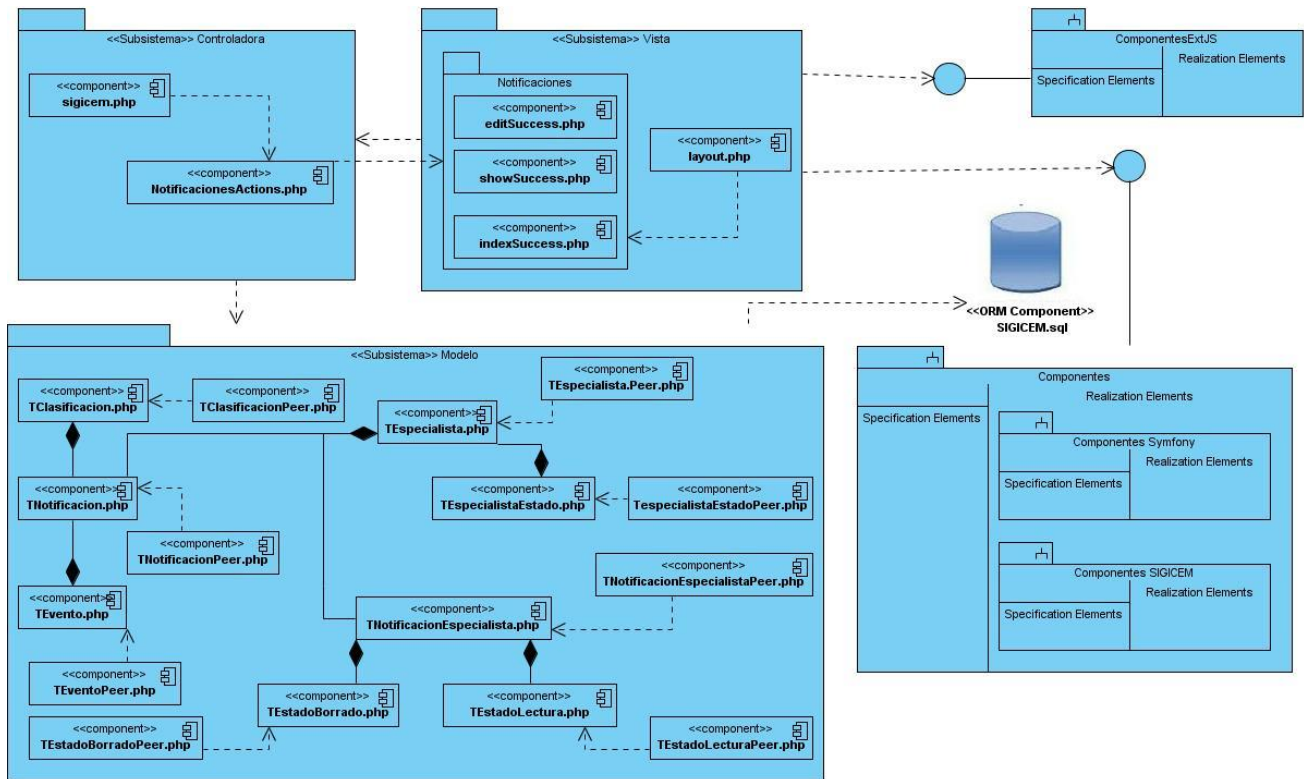 <<Subsistema>> Controladora
<<component>>
sigicem.php
<<component>>
NotificacionesActions.php
<<Subsistema>> Vista
Notificaciones
<<component>>
editSuccess.php
<<component>>
showSuccess.php
<<component>>
indexSuccess.php
<<component>>
layout.php
ComponentesExtJS
Specification Elements
Realization Elements
<<ORM Component>>
SIGICEM.sql
<<Subsistema>> Modelo
<<component>>
TClasificacion.php
<<component>>
TClasificacionPeer.php
<<component>>
TEspecialista.Peer.php
<<component>>
TEspecialista.php
<<component>>
TNotificacion.php
<<component>>
TEspecialistaEstado.php
<<component>>
TespecialistaEstadoPeer.php
<<component>>
TNotificacionPeer.php
<<component>>
TNotificacionEspecialistaPeer.php
<<component>>
TEvento.php
<<component>>
TNotificacionEspecialista.php
<<component>>
TEventoPeer.php
<<component>>
TEstadoBorrado.php
<<component>>
TEstadoLectura.php
<<component>>
TEstadoBorradoPeer.php
<<component>>
TEstadoLecturaPeer.php
Componentes
Specification Elements
Realization Elements
Componentes Symfony
Specification Elements
Realization Elements
Componentes SIGICEM
Specification Elements
Realization Elements